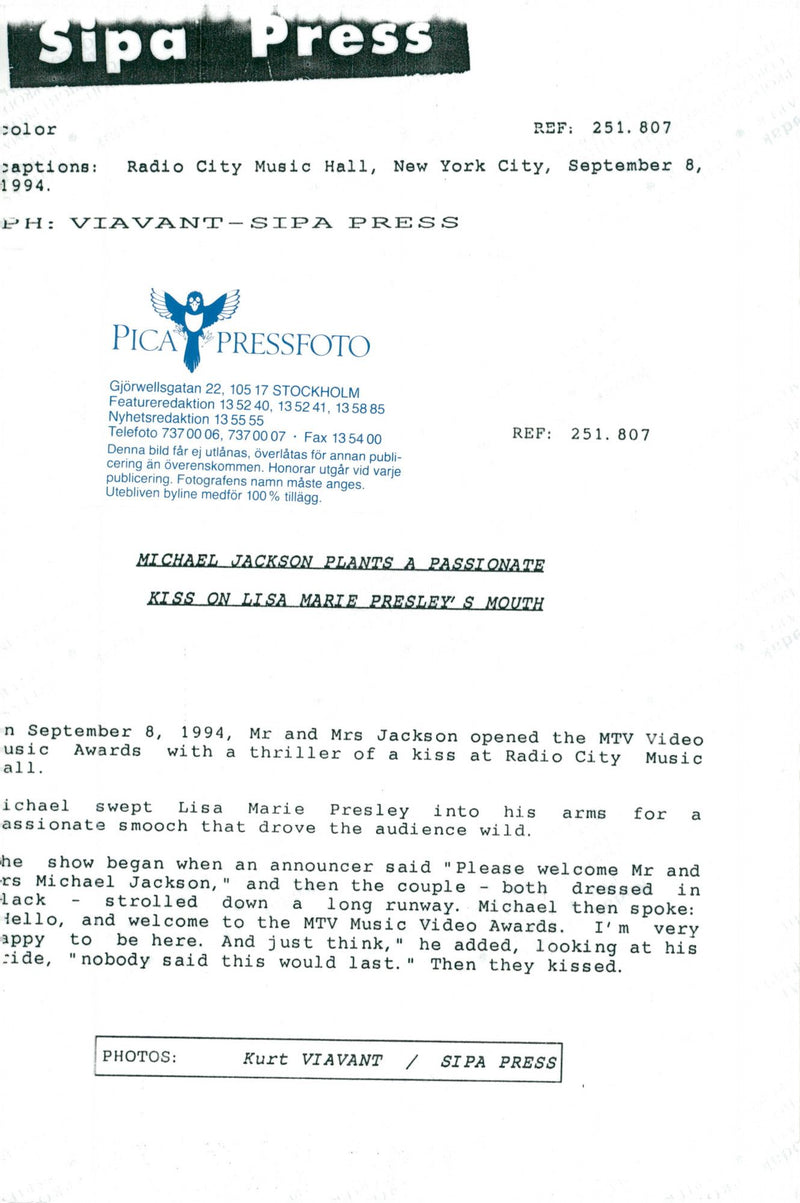 Sipa Press
color
REF: 251.807
captions: Radio City Music Hall, New York City, September 8,
1994.
PH: VIAVANT-SIPA PRESS
PICA PRESSFOTO
Gjörwellsgatan 22, 105 17 STOCKHOLM
Featureredaktion 13 52 40, 13 52 41, 13 58 85
Nyhetsredaktion 13 55 55
Telefoto 737 00 06, 737 00 07 · Fax 13 54 00
Denna bild får ej utlånas, överlåtas för annan publi-
cering än överenskommen. Honorar utgår vid varje
publicering. Fotografens namn måste anges.
Utebliven byline medför 100% tillägg.
REF: 251.807
MICHAEL JACKSON PLANTS A PASSIONATE
KISS ON LISA MARIE PRESLEY'S MOUTH
n September 8, 1994, Mr and Mrs Jackson opened the MTV Video
usic Awards with a thriller of a kiss at Radio City Music
all.
ichael swept Lisa Marie Presley into his arms for a
assionate smooch that drove the audience wild.
he show began when an announcer said "Please welcome Mr and
rs Michael Jackson," and then the couple - both dressed in
lack - strolled down a long runway. Michael then spoke:
Hello, and welcome to the MTV Music Video Awards. I'm very
appy to be here. And just think," he added, looking at his
ride, "nobody said this would last." Then they kissed.
PHOTOS: Kurt VIAVANT / SIPA PRESS